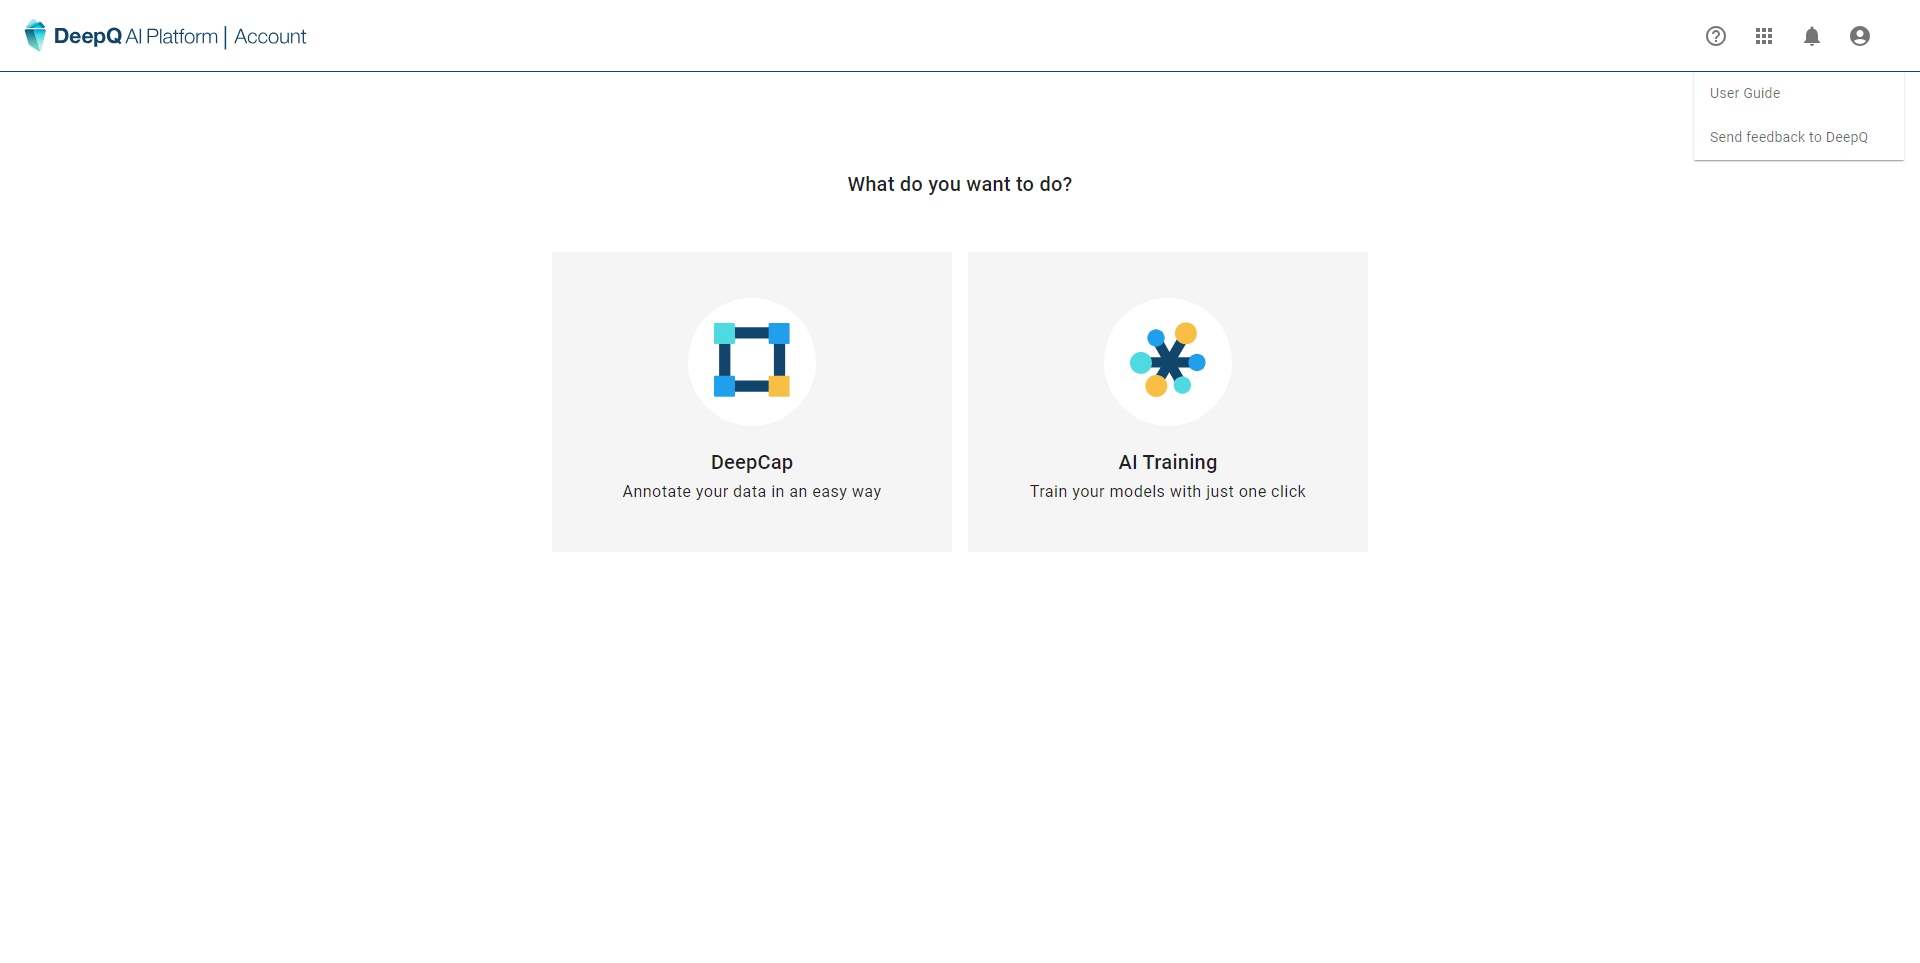 DeepQ AI Platform | Account
User Guide
Send feedback to DeepQ
What do you want to do?
DeepCap
Annotate your data in an easy way
AI Training
Train your models with just one click